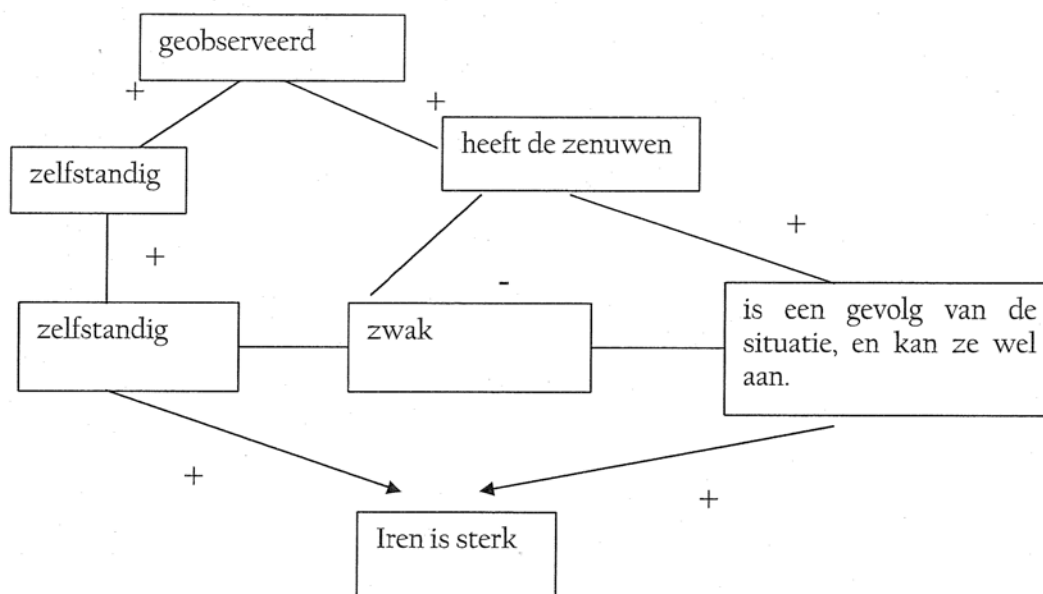 geobserveerd
+
+
heeft de zenuwen
zelfstandig
+
+
-
zelfstandig
zwak
is een gevolg van de
situatie, en kan ze wel
aan.
+
+
Iren is sterk